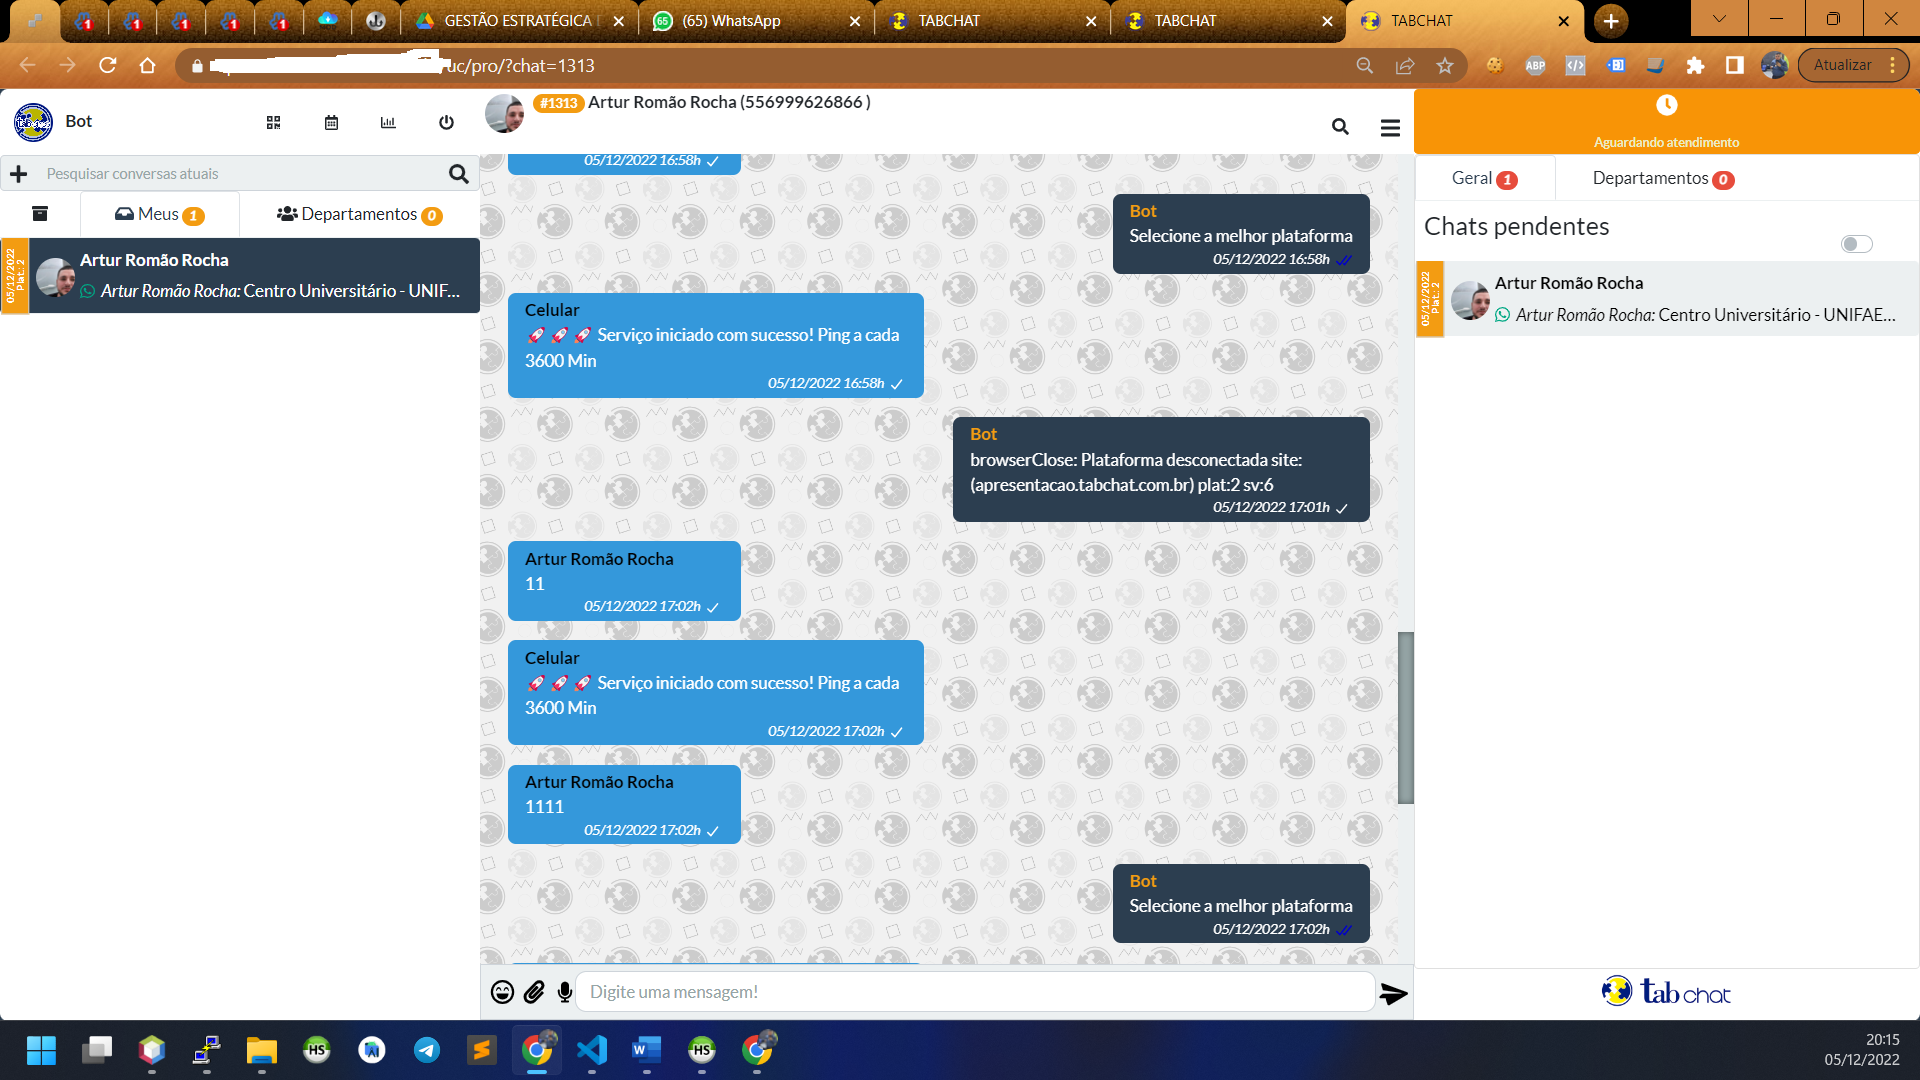 GESTÃO ESTRATÉGICA
(65) WhatsApp
TABCHAT
TABCHAT
TABCHAT
uc/pro/?chat=1313
ABP
Atualizar
Bot
#1313 Artur Romão Rocha (556999626866 )
Aguardando atendimento
Pesquisar conversas atuais
Meus 1
Departamentos 0
05/12/2022
Plat.: 2
Artur Romão Rocha
Artur Romão Rocha: Centro Universitário - UNIF...
05/12/2022 16:58h
Bot
Selecione a melhor plataforma
05/12/2022 16:58h
Celular
🚀 🚀 🚀 Serviço iniciado com sucesso! Ping a cada
3600 Min
05/12/2022 16:58h
Bot
browserClose: Plataforma desconectada site:
(apresentacao.tabchat.com.br) plat:2 sv:6
05/12/2022 17:01h
Artur Romão Rocha
11
05/12/2022 17:02h
Celular
🚀 🚀 🚀 Serviço iniciado com sucesso! Ping a cada
3600 Min
05/12/2022 17:02h
Artur Romão Rocha
1111
05/12/2022 17:02h
Bot
Selecione a melhor plataforma
05/12/2022 17:02h
Digite uma mensagem!
Geral 1
Departamentos 0
Chats pendentes
05/12/2022
Plat.: 2
Artur Romão Rocha
Artur Romão Rocha: Centro Universitário - UNIFAE...
tab chat
20:15
05/12/2022